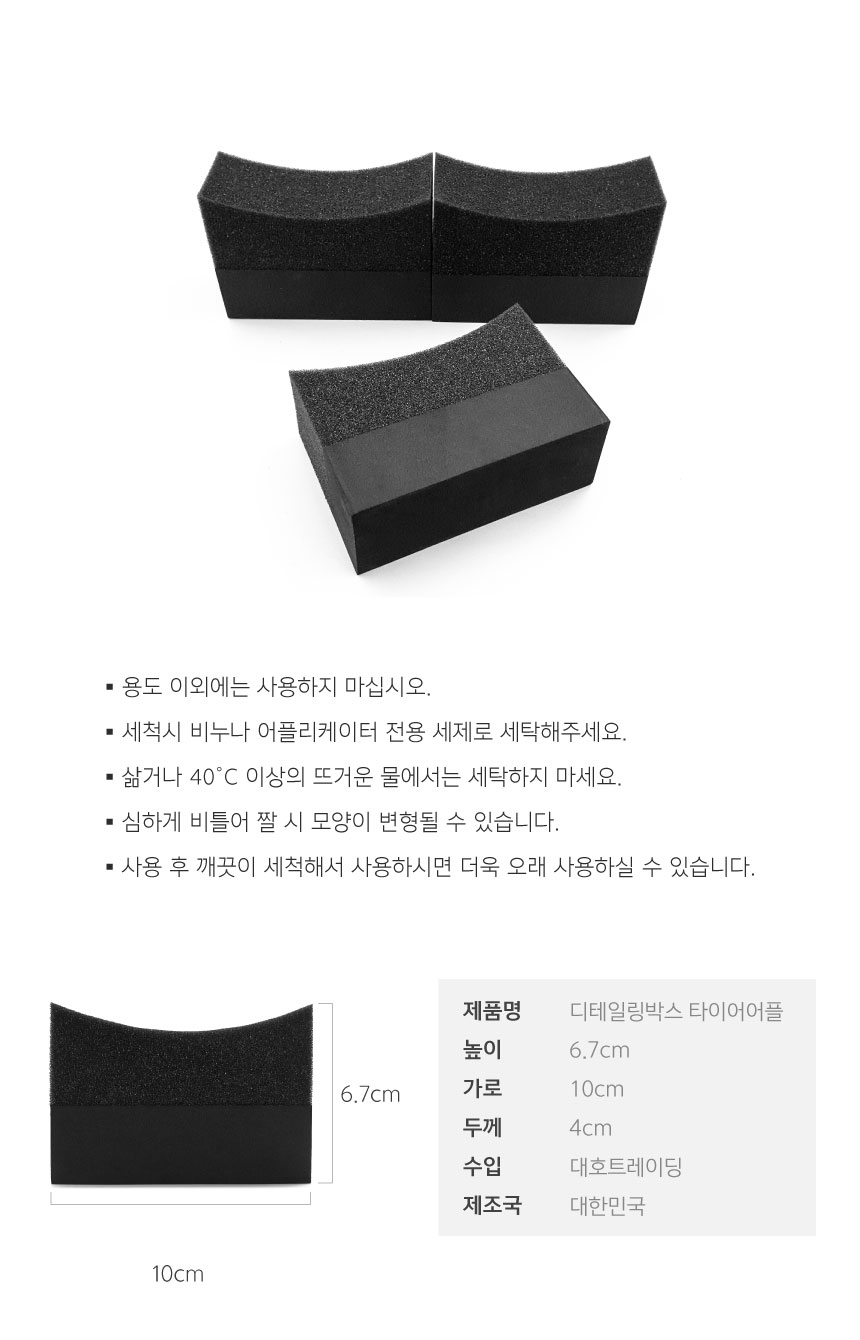 ▪ 용도 이외에는 사용하지 마십시오.
▪ 세척시 비누나 어플리케이터 전용 세제로 세탁해주세요.
▪ 삶거나 40°C 이상의 뜨거운 물에서는 세탁하지 마세요.
▪ 심하게 비틀어 짤 시 모양이 변형될 수 있습니다.
▪ 사용 후 깨끗이 세척해서 사용하시면 더욱 오래 사용하실 수 있습니다.
6.7cm
10cm
제품명 디테일링박스 타이어어플
높이 6.7cm
가로 10cm
두께 4cm
수입 대호트레이딩
제조국 대한민국